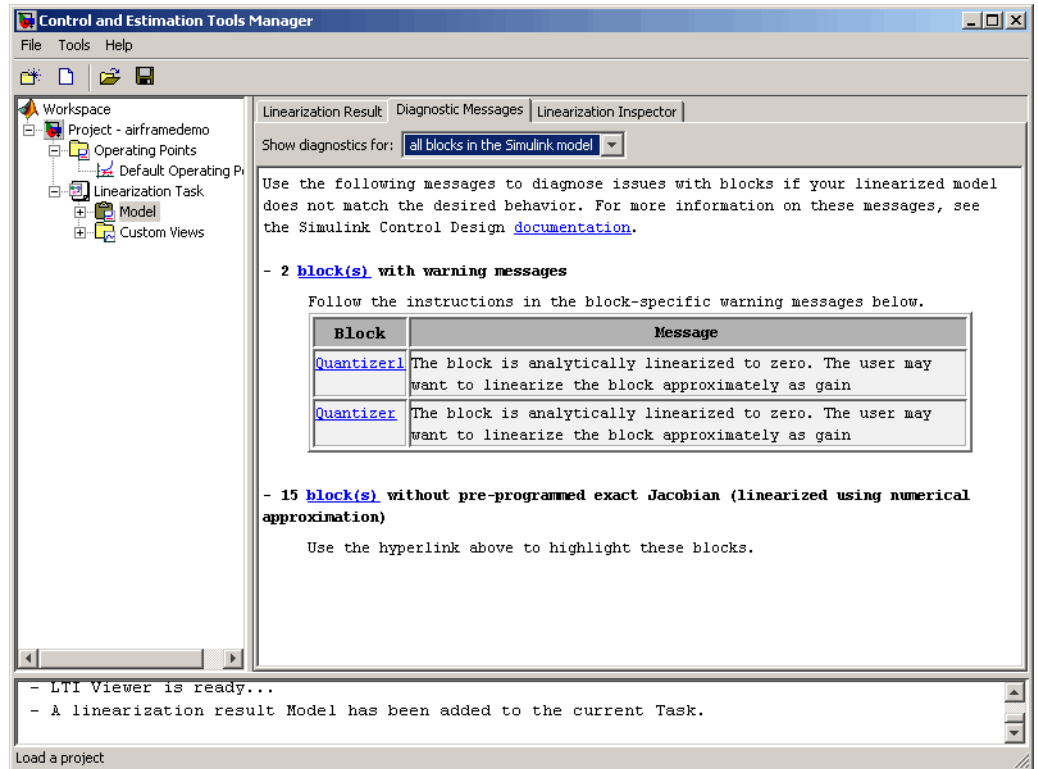 Control and Estimation Tools Manager
File Tools Help
Workspace
Project - airframedemo
Operating Points
Default Operating P
Linearization Task
Model
Custom Views
Linearization Result Diagnostic Messages Linearization Inspector
Show diagnostics for: all blocks in the Simulink model
Use the following messages to diagnose issues with blocks if your linearized model
does not match the desired behavior. For more information on these messages, see
the Simulink Control Design documentation.
- 2 block(s) with warning messages
Follow the instructions in the block-specific warning messages below.
Block Message
Quantizer1 The block is analytically linearized to zero. The user may
want to linearize the block approximately as gain
Quantizer The block is analytically linearized to zero. The user may
want to linearize the block approximately as gain
- 15 block(s) without pre-programmed exact Jacobian (linearized using numerical
approximation)
Use the hyperlink above to highlight these blocks.
- LTI Viewer is ready...
- A linearization result Model has been added to the current Task.
Load a project